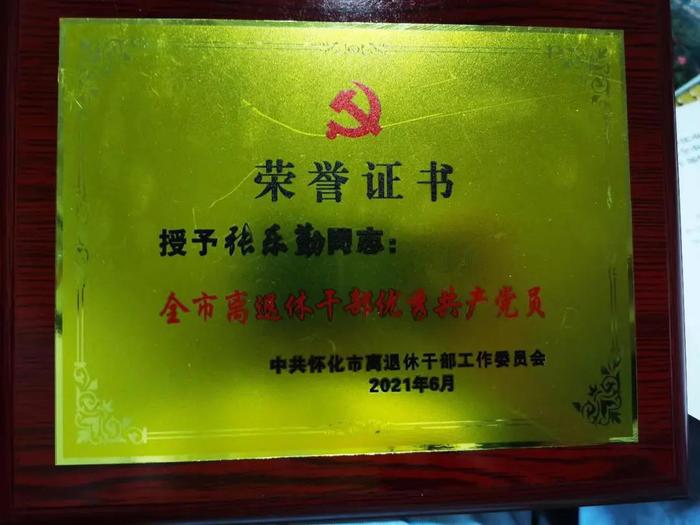 荣誉证书
授予张乐勤同志：
全市离退休干部优秀共产党员
中共怀化市离退休干部工作委员会
2021年6月